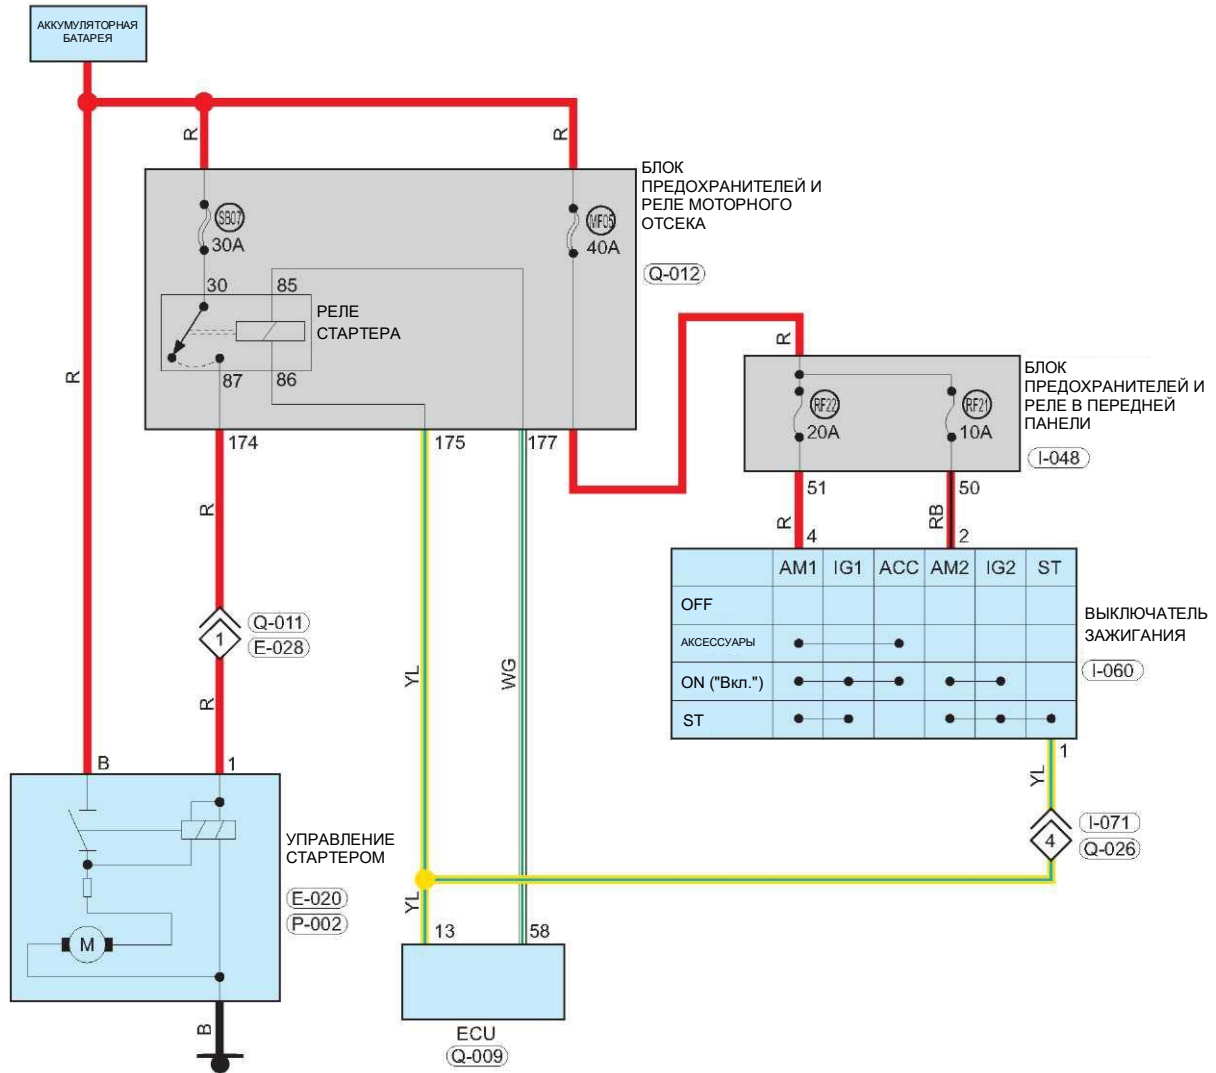 АККУМУЛЯТОРНАЯ
БАТАРЕЯ
R
R
БЛОК
ПРЕДОХРАНИТЕЛЕЙ И
РЕЛЕ МОТОРНОГО
ОТСЕКА
Q-012
SB07
30A
MF05
40A
30
85
РЕЛЕ
СТАРТЕРА
87
86
R
174
175
177
R
БЛОК
ПРЕДОХРАНИТЕЛЕЙ И
РЕЛЕ В ПЕРЕДНЕЙ
ПАНЕЛИ
I-048
RF22
20A
RF21
10A
51
50
R
RB
4
2
AM1 IG1 ACC AM2 IG2 ST
OFF
АКСЕССУАРЫ
ON ("Вкл.")
ST
ВЫКЛЮЧАТЕЛЬ
ЗАЖИГАНИЯ
I-060
R
1
Q-011
E-028
R
YL
WG
1
YL
4
I-071
Q-026
B
1
УПРАВЛЕНИЕ
СТАРТЕРОМ
E-020
P-002
M
B
YL
13
58
ECU
Q-009